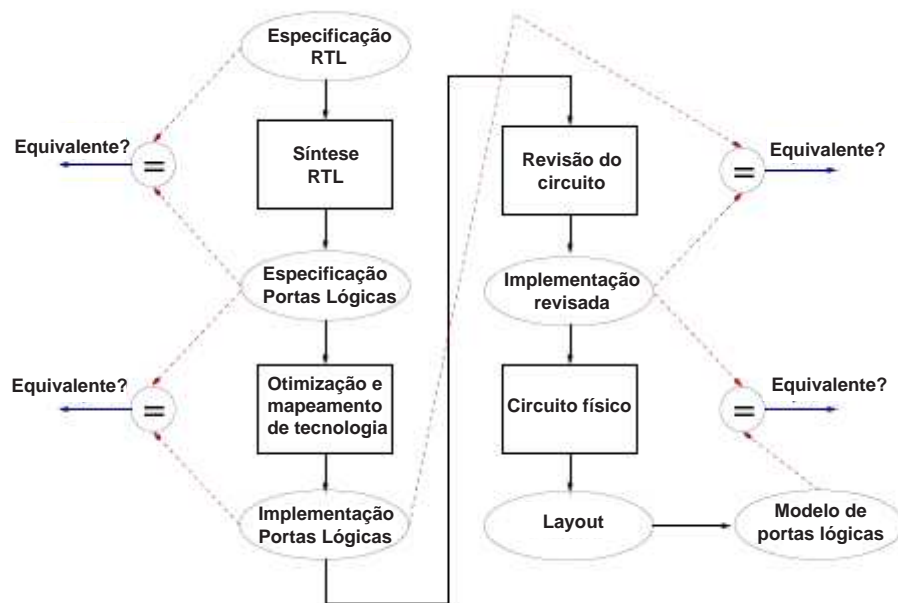 Especificação
RTL
Equivalente?
=
Síntese
RTL
Especificação
Portas Lógicas
Equivalente?
=
Otimização e
mapeamento
de tecnologia
Implementação
Portas Lógicas
Revisão do
circuito
=
Equivalente?
Implementação
revisada
Circuito físico
=
Equivalente?
Layout
Modelo de
portas lógicas